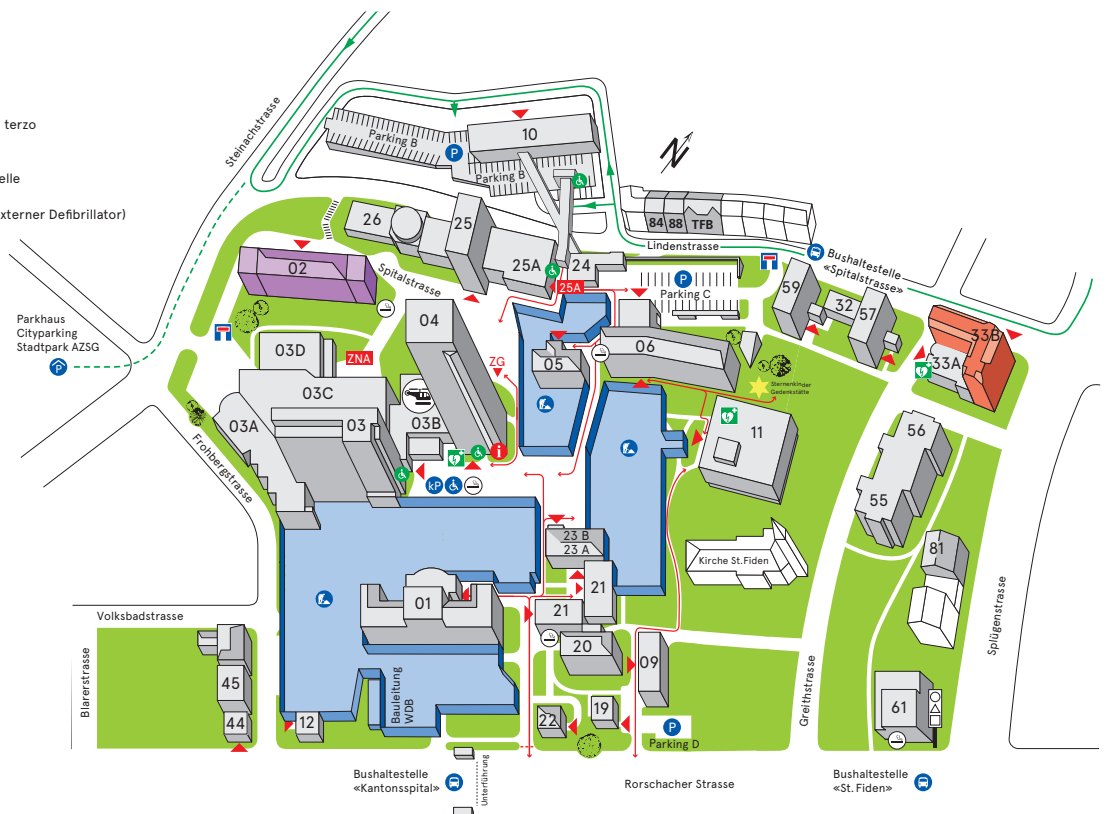 terzo
elle
xterner Defibrillator)
Steinachstrasse
Parking B
P
10
Parking B
N
84
88
TFB
Lindenstrasse
Bushaltestelle
«Spitalstrasse»
26
25
25A
24
02
Spitalstrasse
25A
P
Parking C
59
32
57
33B
33A
Parkhaus
Cityparking
Stadtpark AZSG
P
04
03D
ZNA
03C
ZG
05
06
Sternenkinder
Gedenkstätte
03A
03
03B
i
kP
11
56
55
Frohbergstrasse
23 B
23 A
Kirche St. Fiden
81
21
21
01
20
09
Volksbadstrasse
Blarerstrasse
45
44
12
Bauleitung
WDB
22
19
P
Parking D
Greithstrasse
Splügenstrasse
61
Bushaltestelle
«Kantonsspital»
Unterführung
Rorschacher Strasse
Bushaltestelle
«St. Fiden»